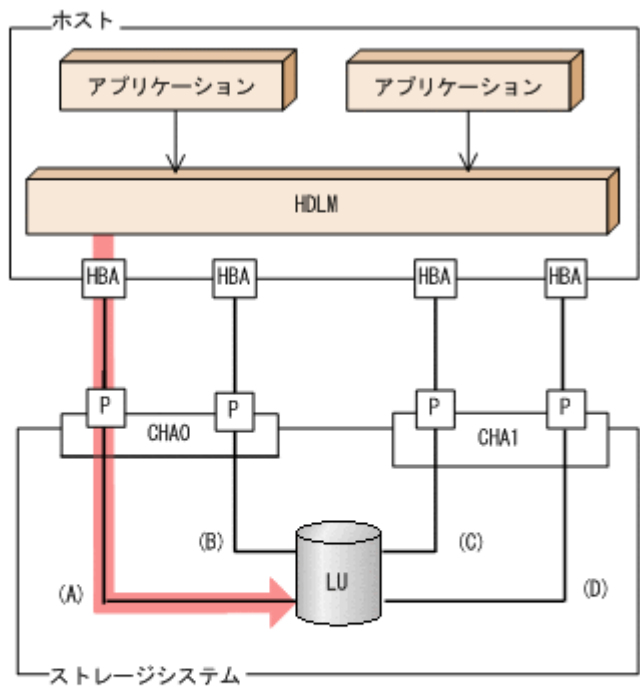 ホスト
アプリケーション アプリケーション
HDLM
HBA HBA HBA HBA
P P P P
CHA0 CHA1
(B) (C)
LU
(A) (D)
ストレージシステム